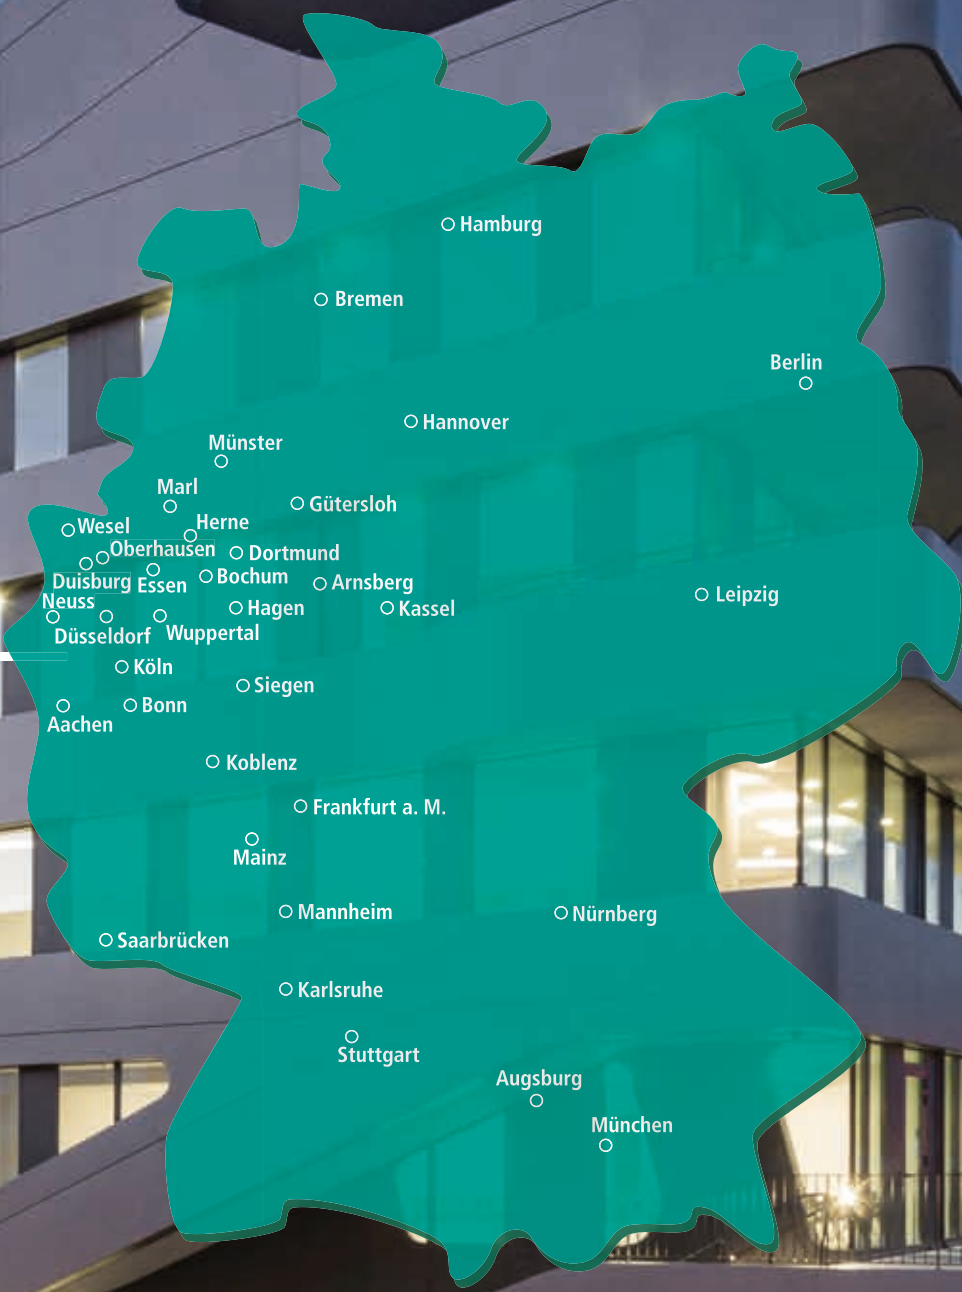 Hamburg
Bremen
Berlin
Hannover
Münster
Marl
Gütersloh
Herne
Wesel
Oberhausen
Dortmund
Duisburg
Essen
Bochum
Arnsberg
Leipzig
Neuss
Hagen
Kassel
Düsseldorf
Wuppertal
Köln
Siegen
Bonn
Aachen
Koblenz
Frankfurt a. M.
Mainz
Mannheim
Nürnberg
Saarbrücken
Karlsruhe
Stuttgart
Augsburg
München